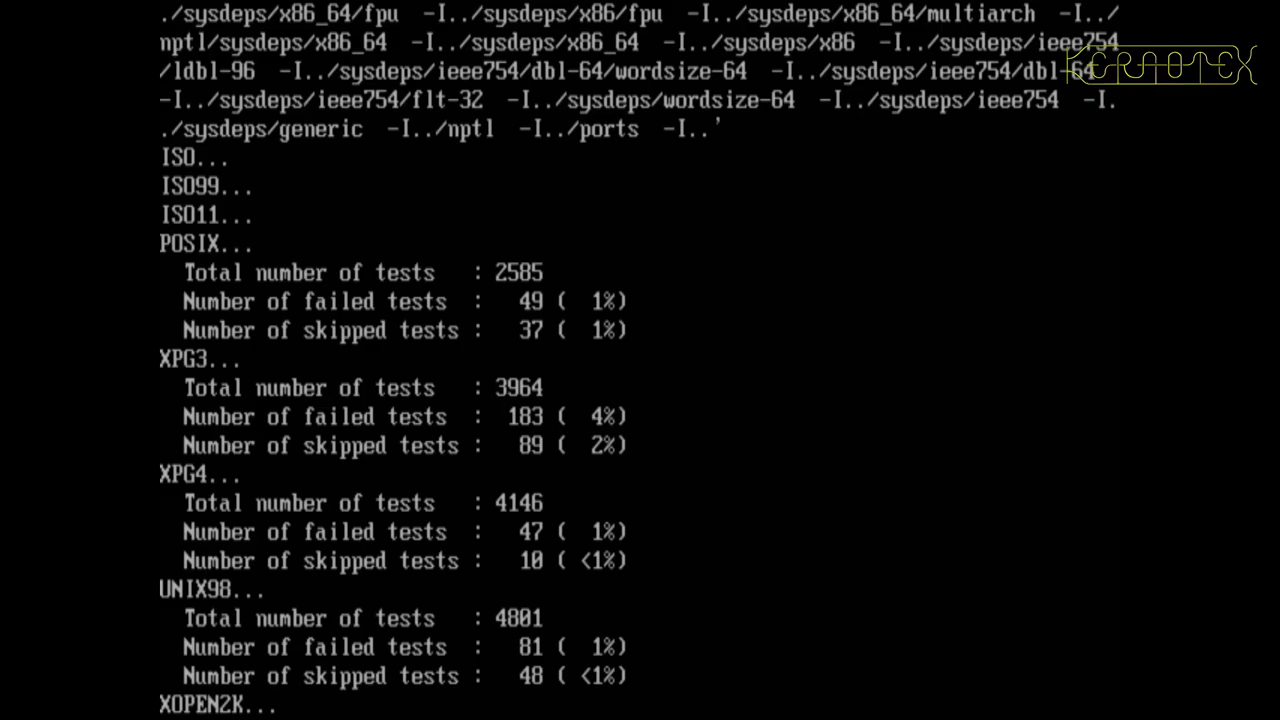 ./sysdeps/x86_64/fpu -I../sysdeps/x86/fpu -I../sysdeps/x86_64/multiarch -I../
nptl/sysdeps/x86_64 -I../sysdeps/x86_64 -I../sysdeps/x86 -I../sysdeps/ieee754
/ldbl-96 -I../sysdeps/ieee754/dbl-64/wordsize-64 -I../sysdeps/ieee754/dbl-64
-I../sysdeps/ieee754/flt-32 -I../sysdeps/wordsize-64 -I../sysdeps/ieee754 -I.
./sysdeps/generic -I../nptl -I../ports -I..'
ISO...
ISO99...
ISO11...
POSIX...
Total number of tests : 2585
Number of failed tests : 49 ( 1%)
Number of skipped tests : 37 ( 1%)
XPG3...
Total number of tests : 3964
Number of failed tests : 183 ( 4%)
Number of skipped tests : 89 ( 2%)
XPG4...
Total number of tests : 4146
Number of failed tests : 47 ( 1%)
Number of skipped tests : 10 ( <1%)
UNIX98...
Total number of tests : 4801
Number of failed tests : 81 ( 1%)
Number of skipped tests : 48 ( <1%)
XOPEN2K...